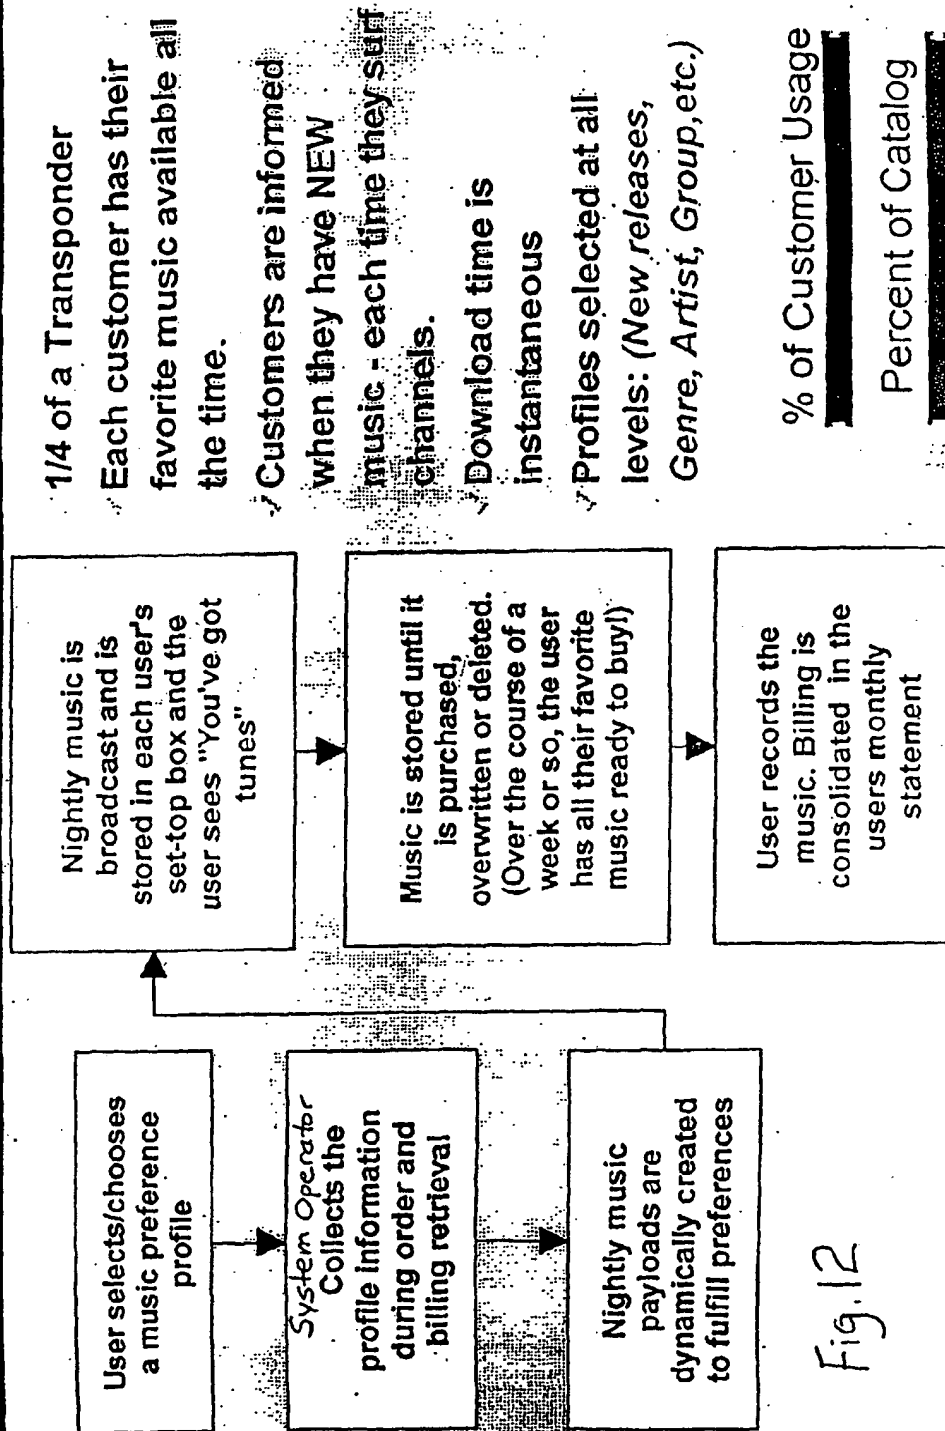 User selects/chooses
a music preference
profile
System Operator
Collects the
profile information
during order and
billing retrieval
Nightly music
payloads are
dynamically created
to fulfill preferences
Nightly music is
broadcast and is
stored in each user's
set-top box and the
user sees "You've got
tunes"
Music is stored until it
is purchased,
overwritten or deleted.
(Over the course of a
week or so, the user
has all their favorite
music ready to buy!)
User records the
music. Billing is
consolidated in the
users monthly
statement
1/4 of a Transponder
Each customer has their
favorite music available all
the time.
Customers are informed
when they have NEW
music - each time they surf
channels.
Download time is
instantaneous
Profiles selected at all
levels: (New releases,
Genre, Artist, Group,etc.)
% of Customer Usage
Percent of Catalog
Fig.12